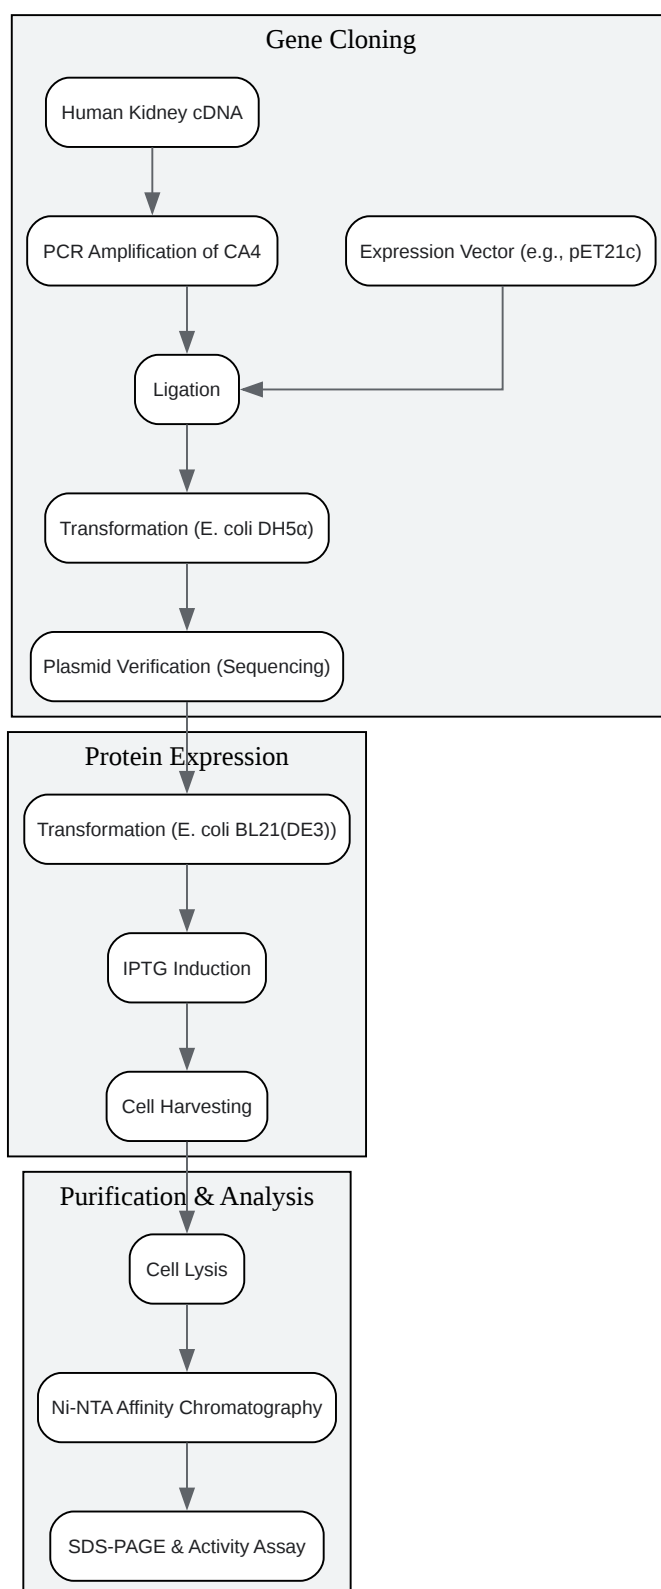 Gene Cloning
Human Kidney cDNA
PCR Amplification of CA4
Expression Vector (e.g., pET21c)
Ligation
Transformation (E. coli DH5α)
Plasmid Verification (Sequencing)
Protein Expression
Transformation (E. coli BL21(DE3))
IPTG Induction
Cell Harvesting
Purification & Analysis
Cell Lysis
Ni-NTA Affinity Chromatography
SDS-PAGE & Activity Assay